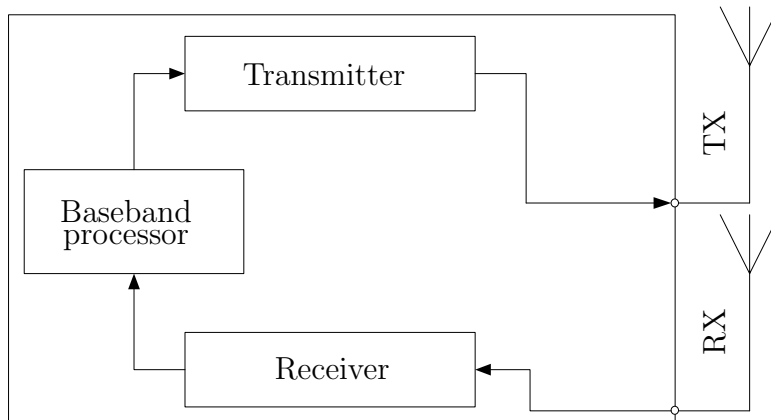 Transmitter
TX
Baseband
processor
RX
Receiver